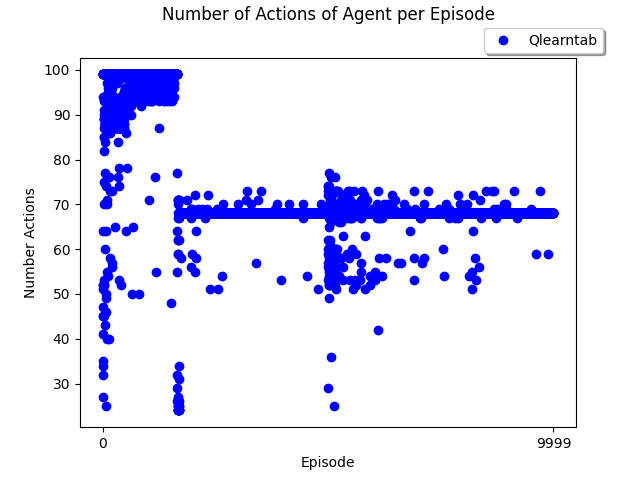 Number of Actions of Agent per Episode
Qlearntab
100
90
80
70
60
50
40
30
Number Actions
0
9999
Episode